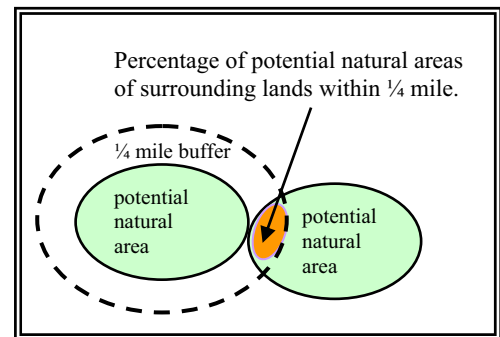 Percentage of potential natural areas
of surrounding lands within ¼ mile.
¼ mile buffer
potential
natural
area
potential
natural
area